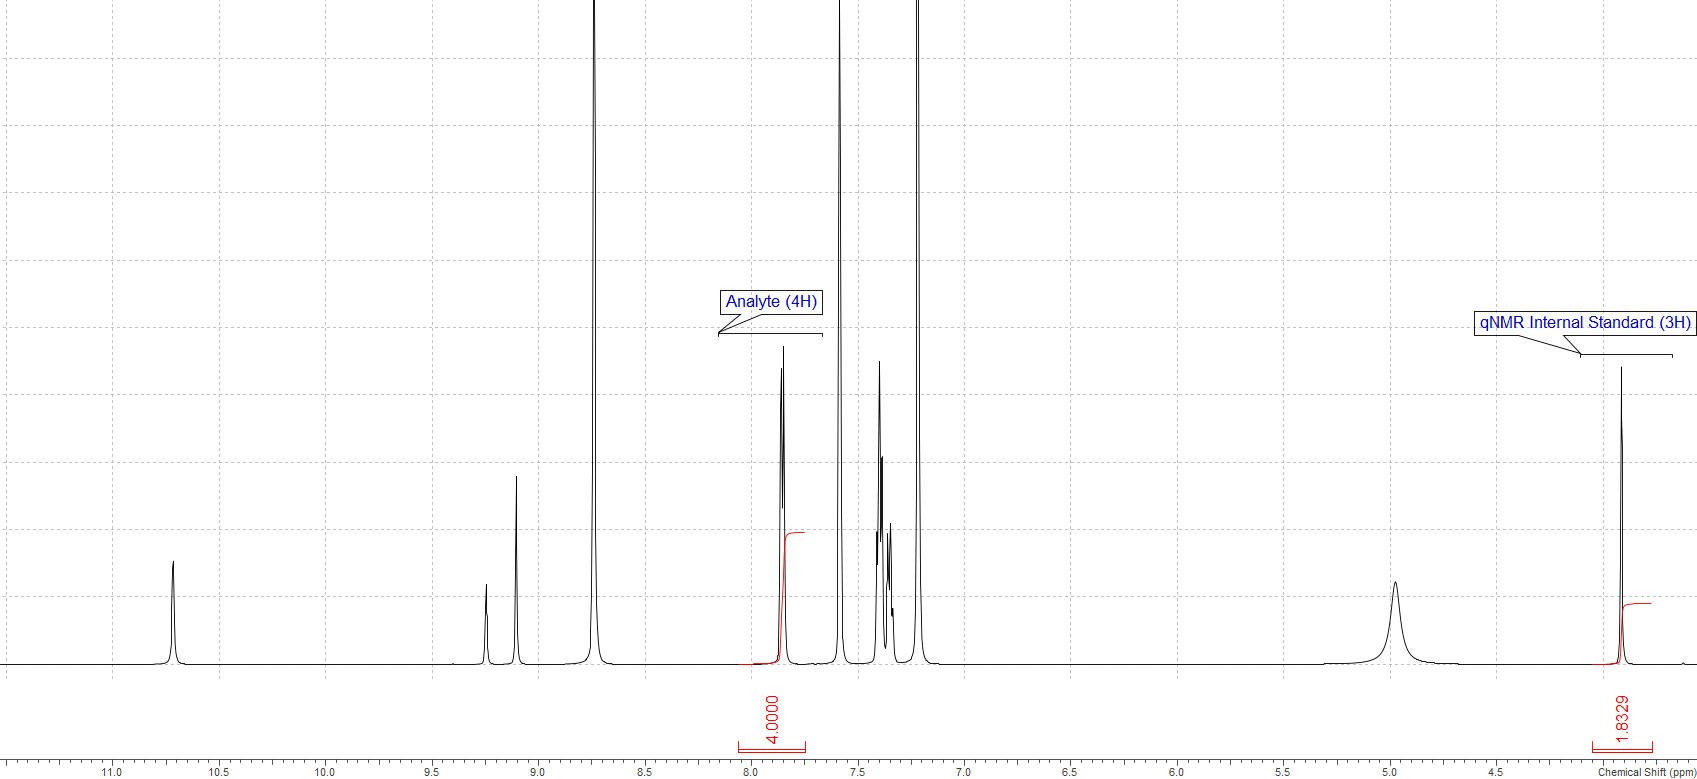 Analyte (4H)
qNMR Internal Standard (3H)
4.0000
1.8329
11.0 10.5 10.0 9.5 9.0 8.5 8.0 7.5 7.0 6.5 6.0 5.5 5.0 4.5 Chemical Shift (ppm)